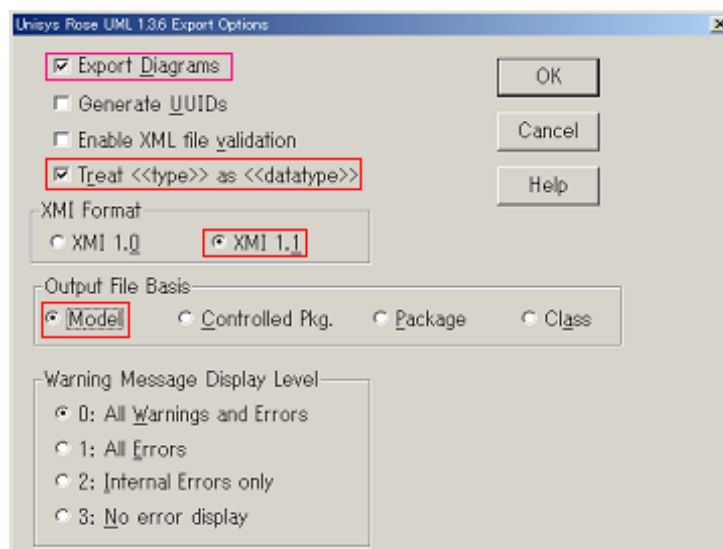 Unisys Rose UML 1.3.6 Export Options
Export Diagrams
Generate UUIDs
Enable XML file validation
Treat <<type>> as <<datatype>>
OK
Cancel
Help
XMI Format
XMI 1.0
XMI 1.1
Output File Basis
Model
Controlled Pkg.
Package
Class
Warning Message Display Level
0: All Warnings and Errors
1: All Errors
2: Internal Errors only
3: No error display